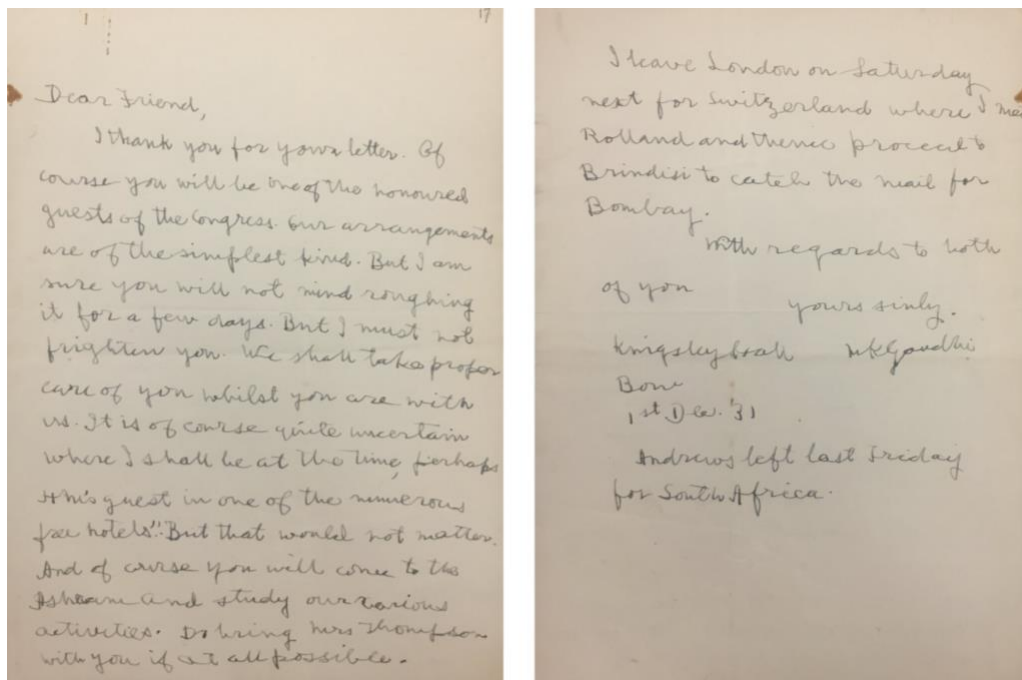 17
Dear Friend,
I thank you for your letter. Of
course you will be one of the honoured
guests of the Congress. Our arrangements
are of the simplest kind. But I am
sure you will not mind roughing
it for a few days. But I must not
frighten you. We shall take proper
care of you whilst you are with
us. It is of course quite uncertain
where I shall be at the time, perhaps
guest in one of the numerous
free hotels". But that would not matter.
And of course you will come to the
Ashram and study our various
activities. Do bring Mrs Thompson
with you if at all possible.
I leave London on Saturday
next for Switzerland where I
Rolland and thence proceed to
Brindisi to catch the mail for
Bombay.
With regards to both
of you
yours sinly.
Kingsley Hall MKGandhi
Bow
1st Dec. '31
Andrews left last Friday
for South Africa.